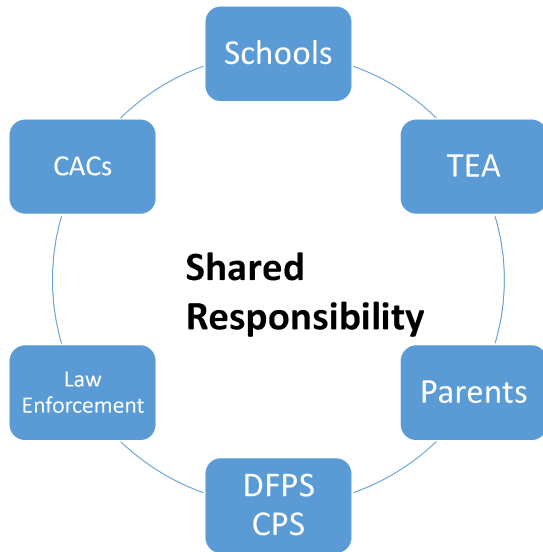 Schools
TEA
Parents
DFPS
CPS
Law
Enforcement
CACs
Shared
Responsibility